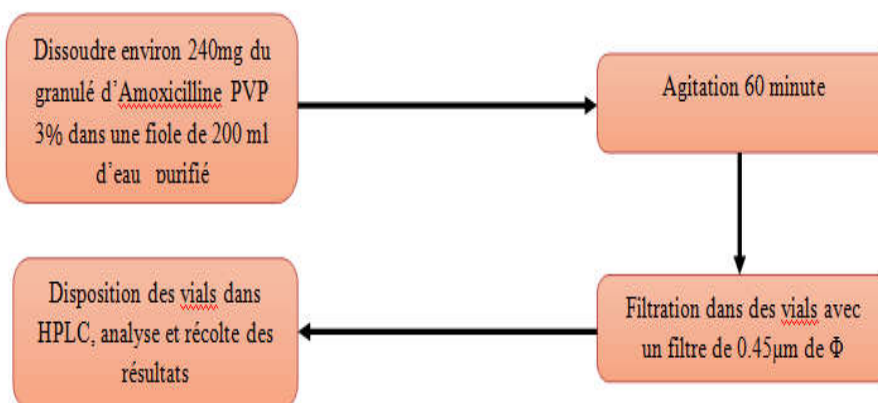 Dissoudre environ 240mg du
granulé d'Amoxicilline PVP
3% dans une fiole de 200 ml
d'eau purifié
Agitation 60 minute
Filtration dans des vials avec
un filtre de 0.45µm de Φ
Disposition des vials dans
HPLC, analyse et récolte des
résultats